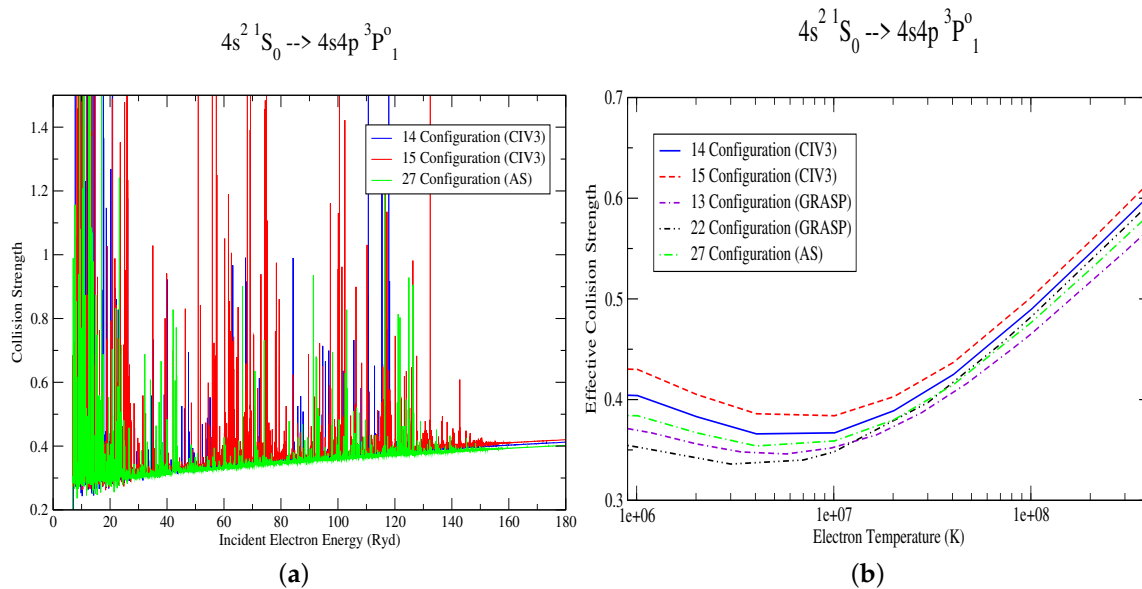 4s² ¹S₀ --> 4s4p ³Pᵒ₁
1.4
1.2
1
0.8
0.6
0.4
0.2
Collision Strength
14 Configuration (CIV3)
15 Configuration (CIV3)
27 Configuration (AS)
0 20 40 60 80 100 120 140 160 180
Incident Electron Energy (Ryd)
(a)
4s² ¹S₀ --> 4s4p ³Pᵒ₁
0.7
0.6
0.5
0.4
0.3
Effective Collision Strength
14 Configuration (CIV3)
15 Configuration (CIV3)
13 Configuration (GRASP)
22 Configuration (GRASP)
27 Configuration (AS)
1e+06 1e+07 1e+08
Electron Temperature (K)
(b)